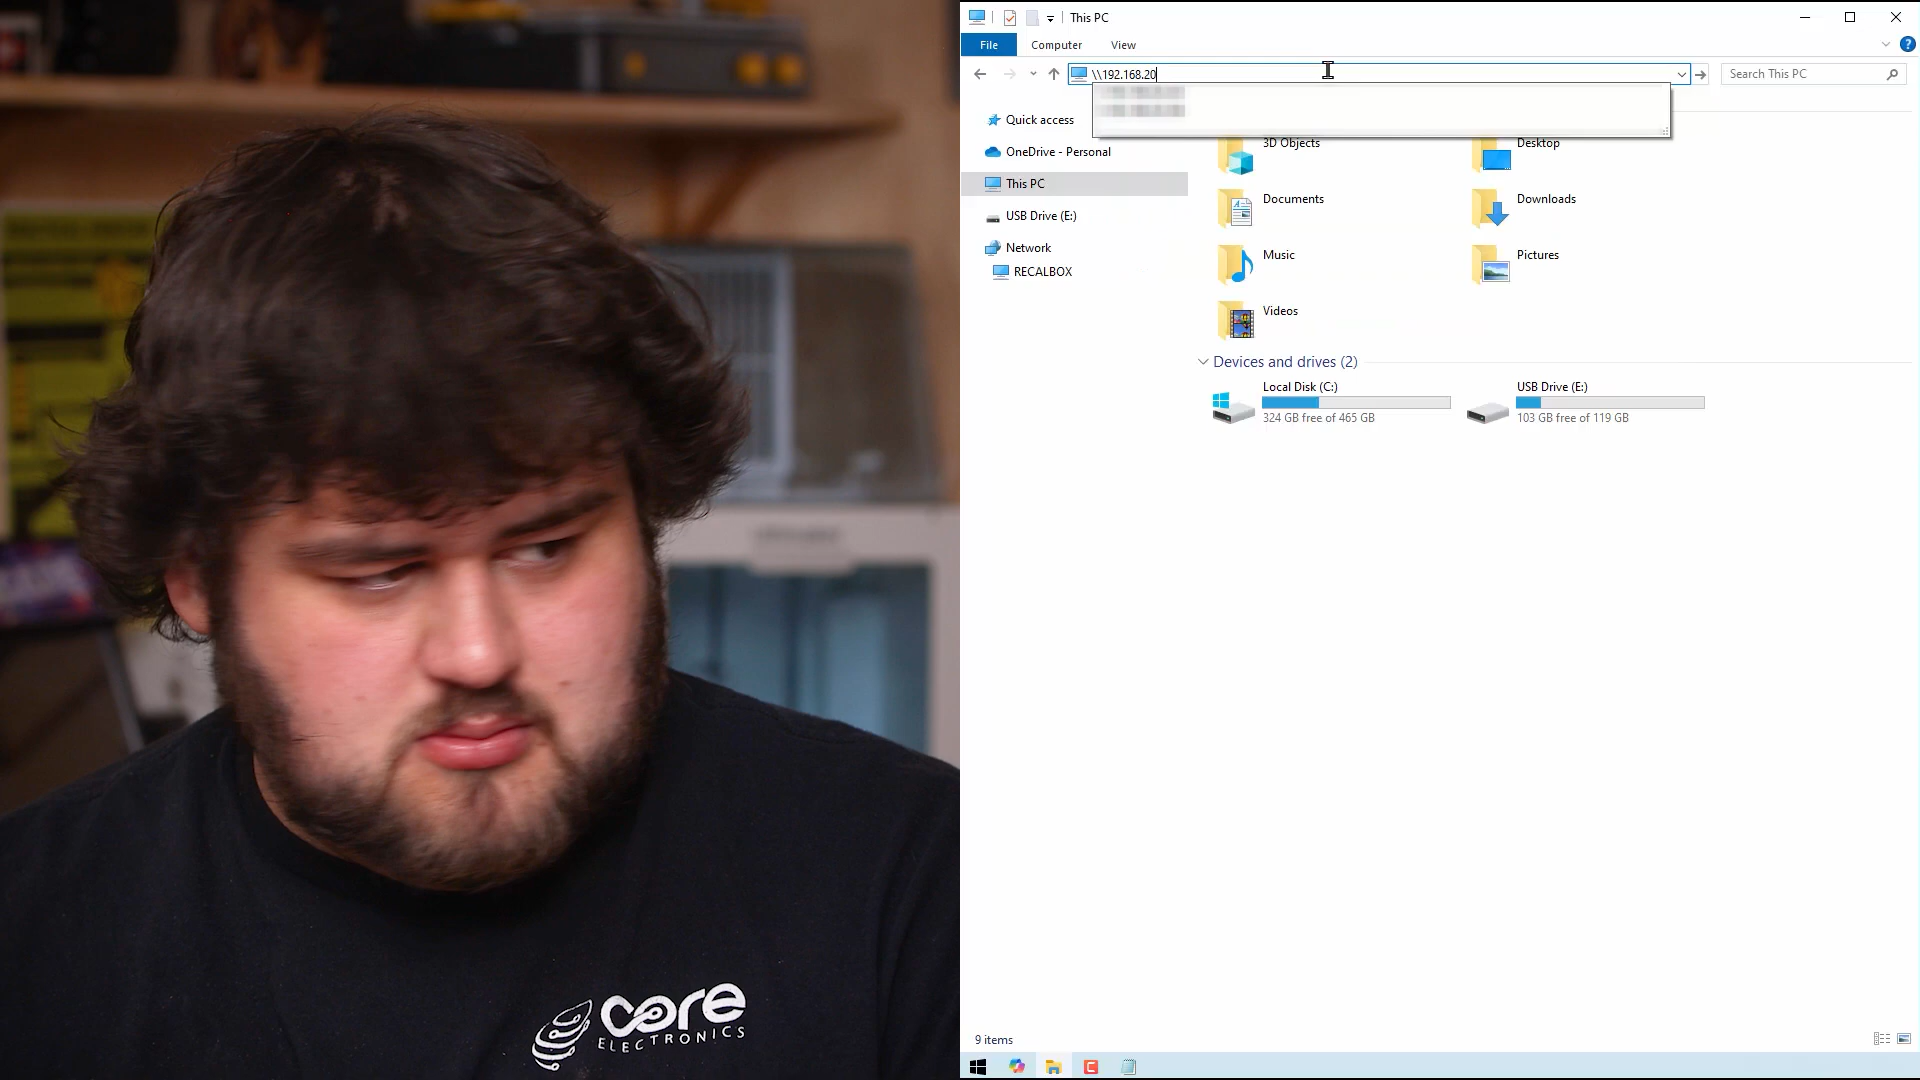 This PC
File
Computer
View
\\192.168.20
Search This PC
Quick access
OneDrive - Personal
This PC
USB Drive (E:)
Network
RECALBOX
3D Objects
Desktop
Documents
Downloads
Music
Pictures
Videos
Devices and drives (2)
Local Disk (C:)
324 GB free of 465 GB
USB Drive (E:)
103 GB free of 119 GB
9 items
core
ELECTRONICS